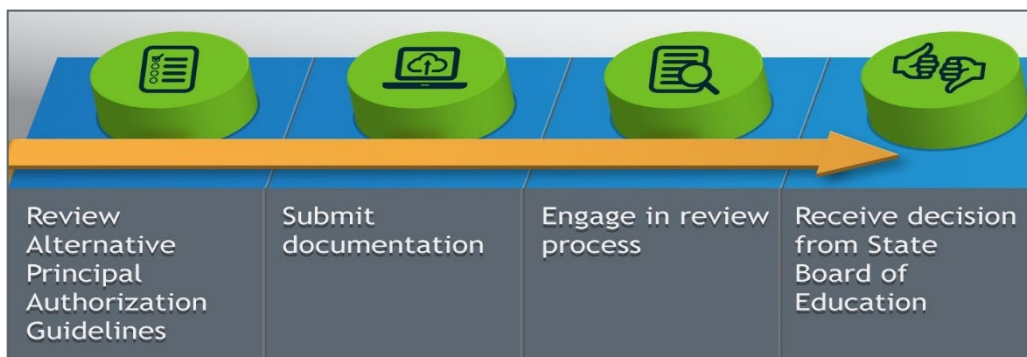 Review
Alternative
Principal
Authorization
Guidelines
Submit
documentation
Engage in review
process
Receive decision
from State
Board of
Education